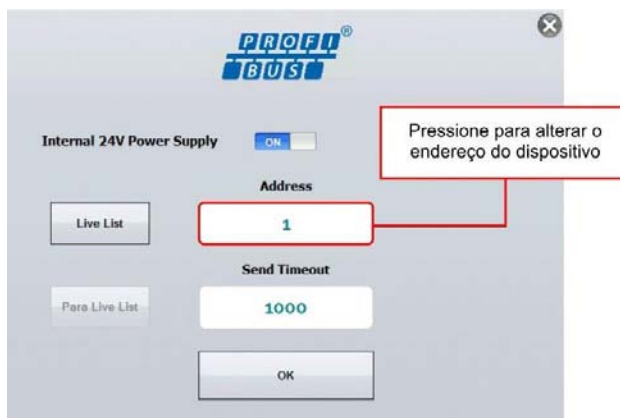 PROFI®
BUS
Internal 24V Power Supply
ON
Pressione para alterar o
endereço do dispositivo
Address
Live List
1
Send Timeout
Para Live List
1000
OK